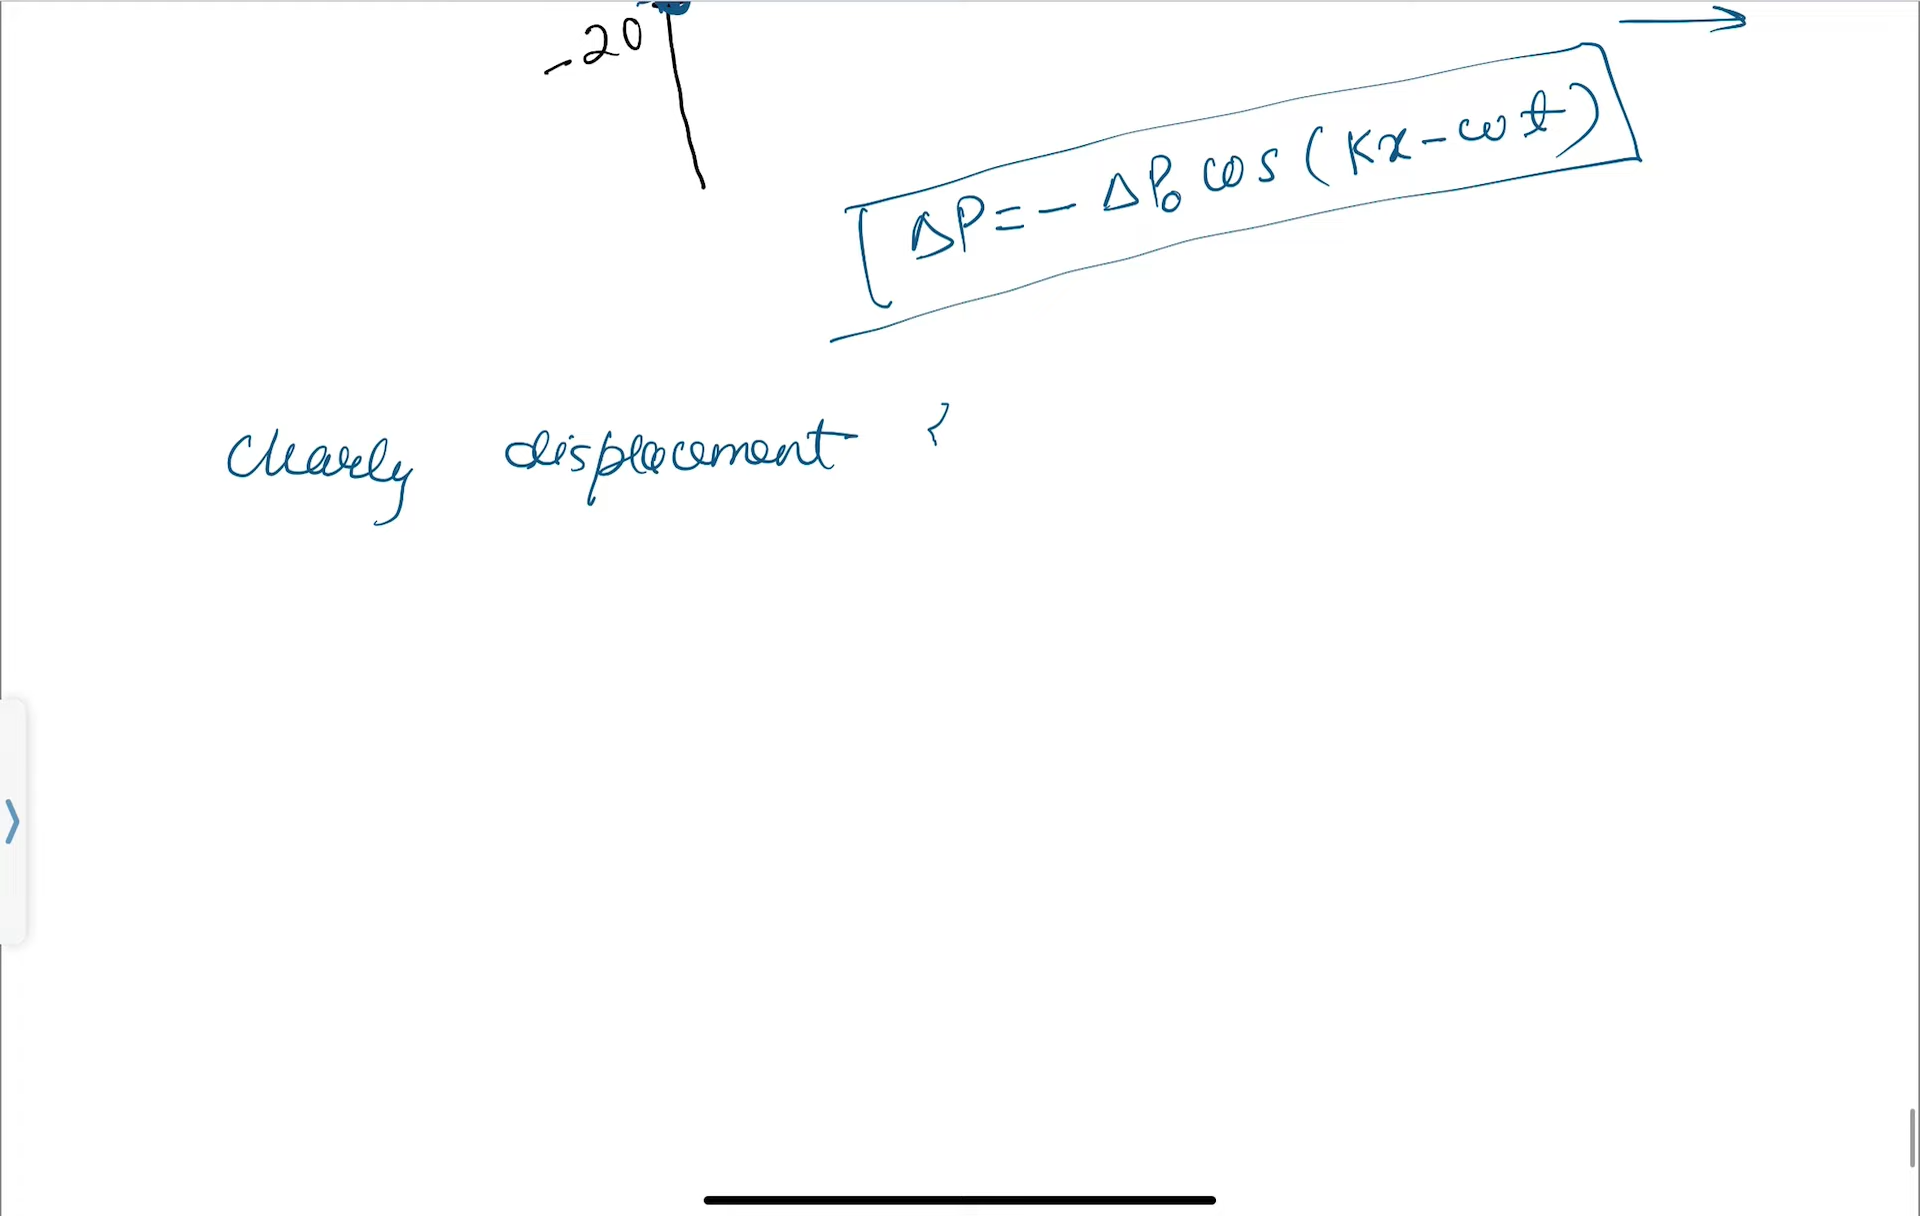 -20
ΔP = - ΔP₀ cos (Kx - ωt)
Clearly displacement